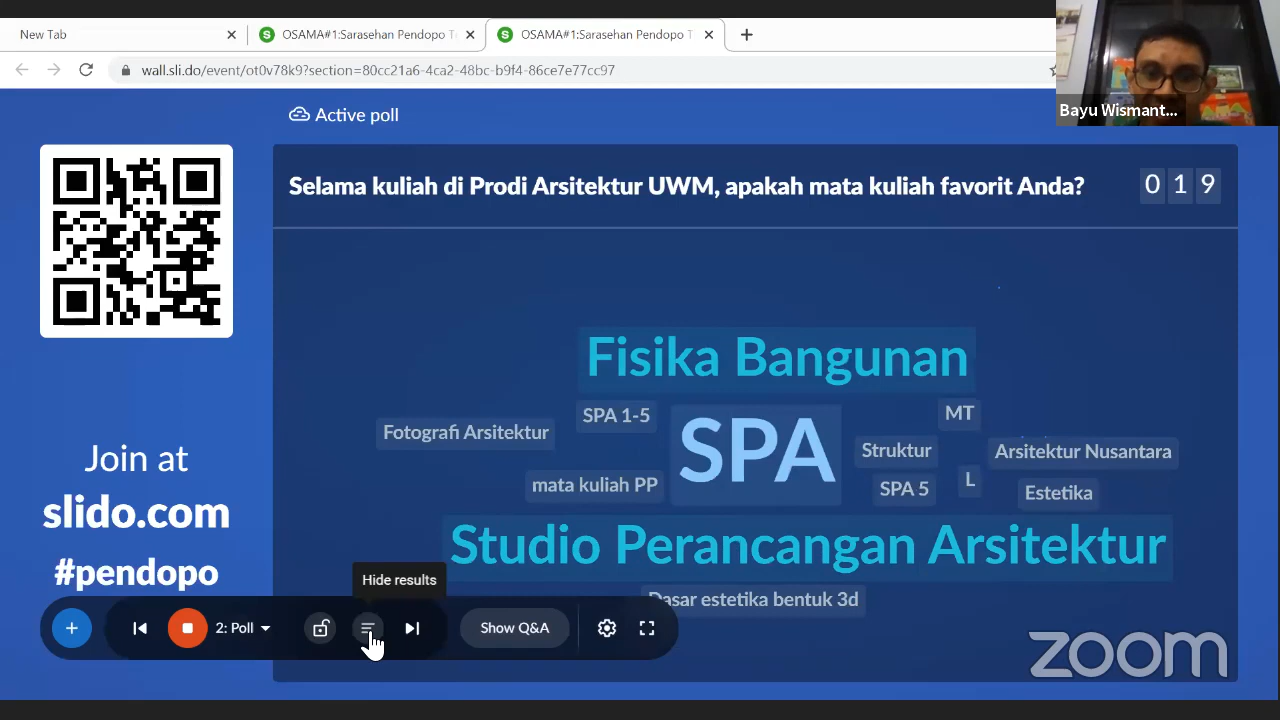 New Tab
OSAMA#1:Sarasehan Pendopo T
OSAMA#1:Sarasehan Pendopo T
wall.sli.do/event/ot0v78k9?section=80cc21a6-4ca2-48bc-b9f4-86ce7e77cc97
Bayu Wismant...
Active poll
Selama kuliah di Prodi Arsitektur UWM, apakah mata kuliah favorit Anda?
0 1 9
Fisika Bangunan
SPA 1-5
MT
Fotografi Arsitektur
SPA
Struktur
Arsitektur Nusantara
mata kuliah PP
SPA 5
L
Estetika
Studio Perancangan Arsitektur
Dasar estetika bentuk 3d
Join at
slido.com
#pendopo
Hide results
2: Poll
Show Q&A
zoom